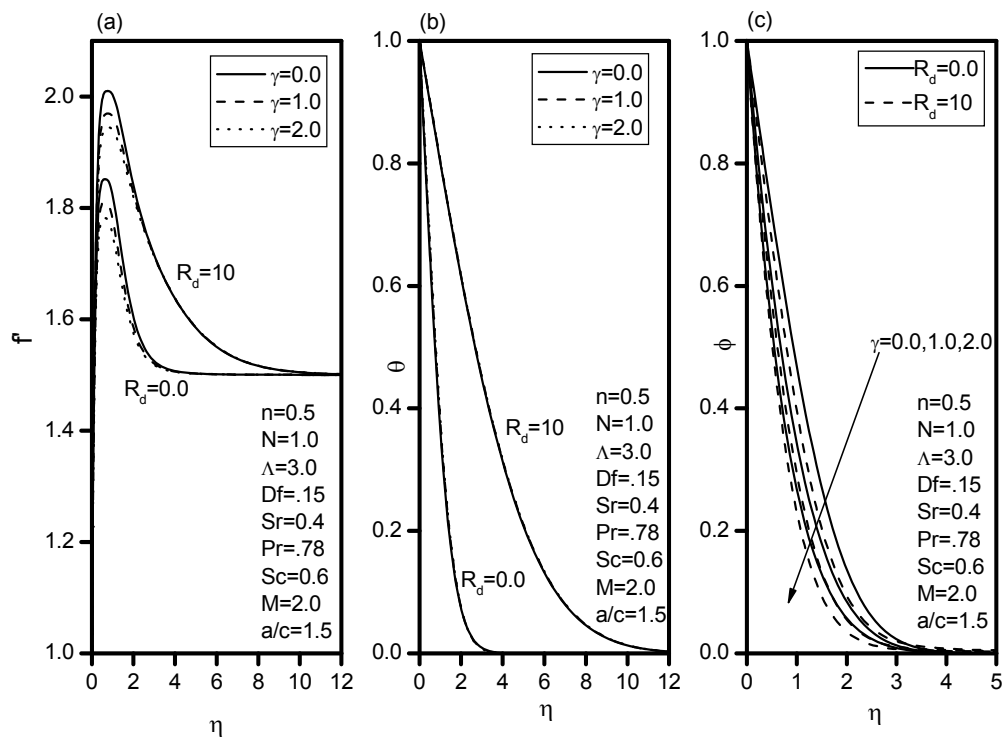 (a)
f'
2.0
1.8
1.6
1.4
1.2
1.0
γ=0.0
γ=1.0
γ=2.0
R_d=10
R_d=0.0
n=0.5
N=1.0
Λ=3.0
Df=.15
Sr=0.4
Pr=.78
Sc=0.6
M=2.0
a/c=1.5
0 2 4 6 8 10 12
η
(b)
θ
1.0
0.8
0.6
0.4
0.2
0.0
γ=0.0
γ=1.0
γ=2.0
R_d=10
R_d=0.0
n=0.5
N=1.0
Λ=3.0
Df=.15
Sr=0.4
Pr=.78
Sc=0.6
M=2.0
a/c=1.5
0 2 4 6 8 10 12
η
(c)
ϕ
1.0
0.8
0.6
0.4
0.2
0.0
R_d=0.0
R_d=10
γ=0.0,1.0,2.0
n=0.5
N=1.0
Λ=3.0
Df=.15
Sr=0.4
Pr=.78
Sc=0.6
M=2.0
a/c=1.5
0 1 2 3 4 5
η